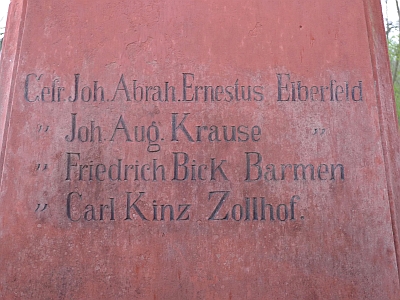 Gefr. Joh. Abrah. Ernestus Elberfeld
" Joh. Aug. Krause "
" Friedrich Bick Barmen
" Carl Kinz Zollhof.